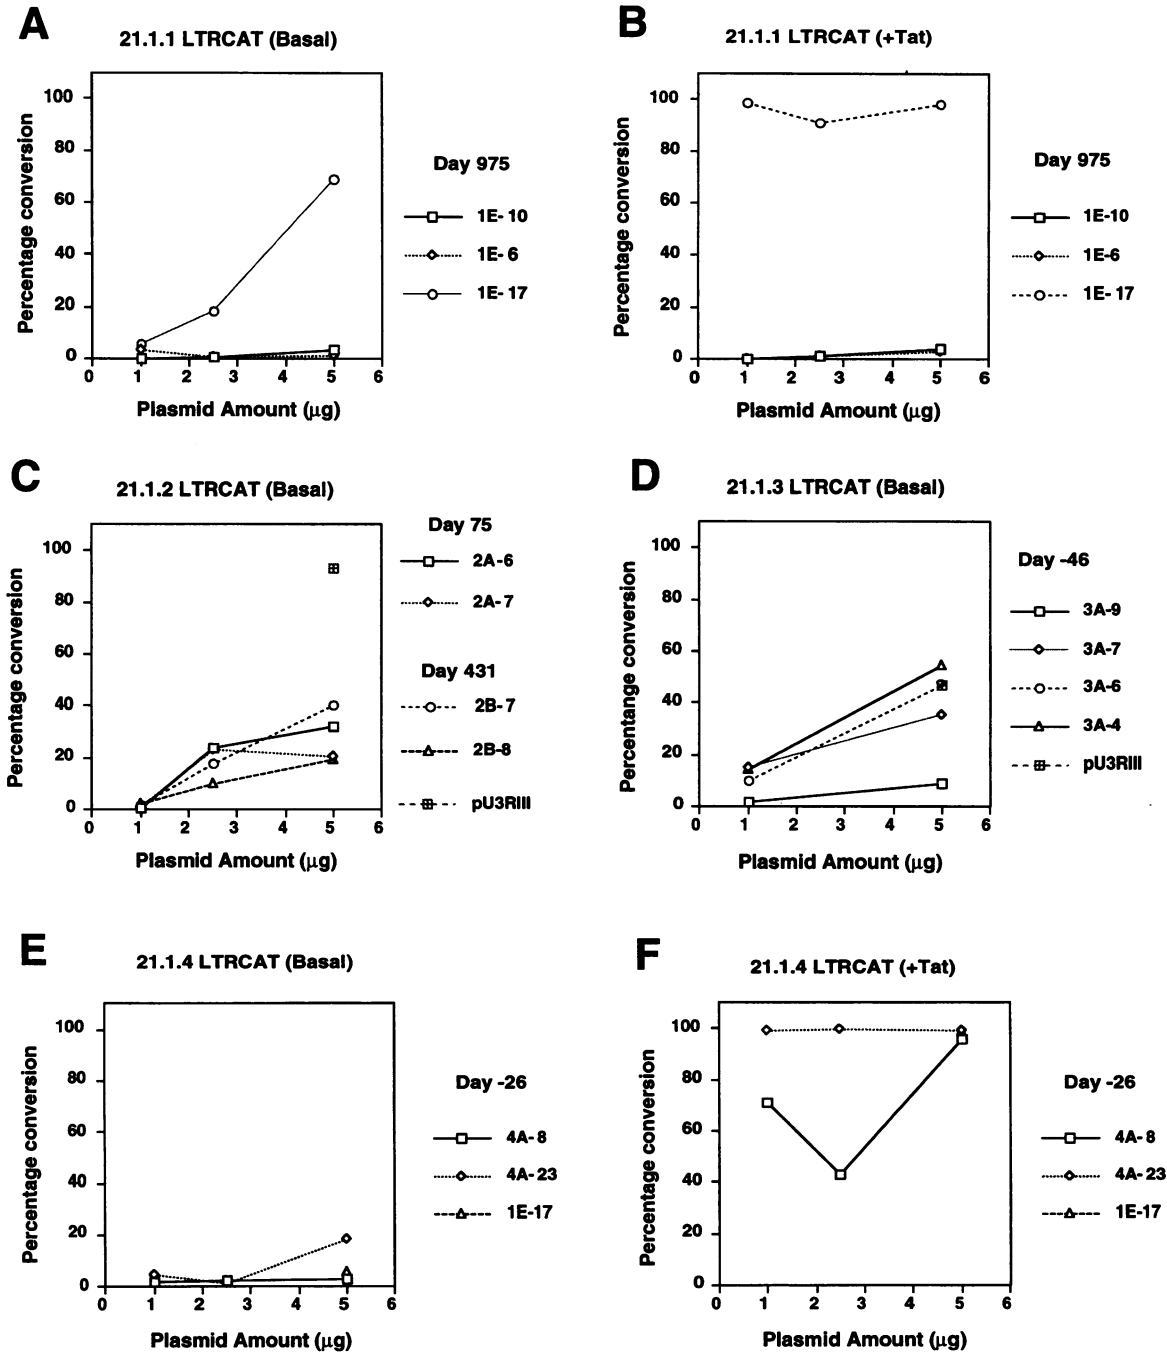 A
21.1.1 LTRCAT (Basal)
Percentage conversion
100
80
60
40
20
0
0 1 2 3 4 5 6
Plasmid Amount (µg)
Day 975
1E- 10
1E- 6
1E- 17
B
21.1.1 LTRCAT (+Tat)
Percentage conversion
100
80
60
40
20
0
0 1 2 3 4 5 6
Plasmid Amount (µg)
Day 975
1E-10
1E-6
1E- 17
C
21.1.2 LTRCAT (Basal)
Percentage conversion
100
80
60
40
20
0
0 1 2 3 4 5 6
Plasmid Amount (µg)
Day 75
2A-6
2A- 7
Day 431
2B- 7
2B-8
pU3RIII
D
21.1.3 LTRCAT (Basal)
Percentange conversion
100
80
60
40
20
0
0 1 2 3 4 5 6
Plasmid Amount (µg)
Day -46
3A-9
3A-7
3A-6
3A-4
pU3RIII
E
21.1.4 LTRCAT (Basal)
Percentage conversion
100
80
60
40
20
0
0 1 2 3 4 5 6
Plasmid Amount (µg)
Day -26
4A- 8
4A- 23
1E-17
F
21.1.4 LTRCAT (+Tat)
Percentage conversion
100
80
60
40
20
0
0 1 2 3 4 5 6
Plasmid Amount (µg)
Day -26
4A- 8
4A- 23
1E-17